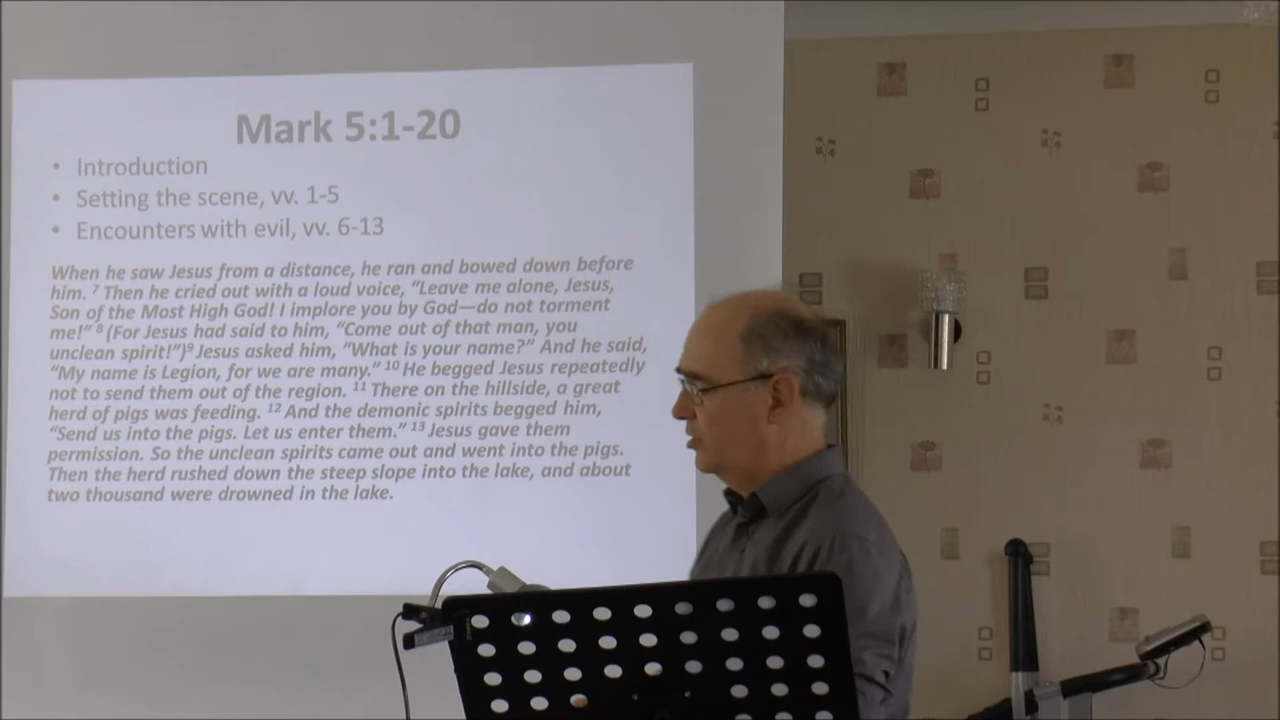 Mark 5:1-20
• Introduction
• Setting the scene, vv. 1-5
• Encounters with evil, vv. 6-13
When he saw Jesus from a distance, he ran and bowed down before
him. 7 Then he cried out with a loud voice, “Leave me alone, Jesus,
Son of the Most High God! I implore you by God—do not torment
me!” 8 (For Jesus had said to him, “Come out of that man, you
unclean spirit!”)9 Jesus asked him, “What is your name?” And he said,
“My name is Legion, for we are many.” 10 He begged Jesus repeatedly
not to send them out of the region. 11 There on the hillside, a great
herd of pigs was feeding. 12 And the demonic spirits begged him,
“Send us into the pigs. Let us enter them.” 13 Jesus gave them
permission. So the unclean spirits came out and went into the pigs.
Then the herd rushed down the steep slope into the lake, and about
two thousand were drowned in the lake.